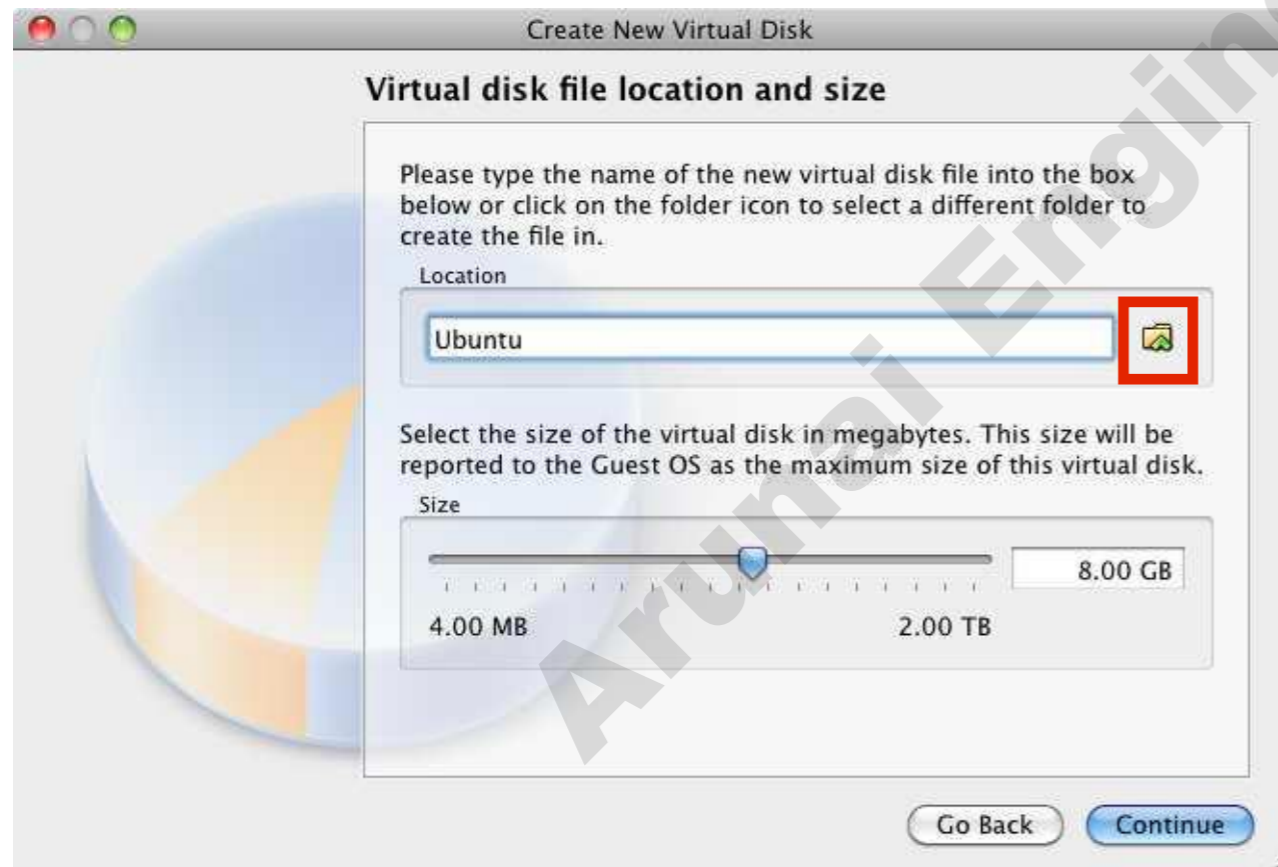 Create New Virtual Disk
Virtual disk file location and size
Please type the name of the new virtual disk file into the box
below or click on the folder icon to select a different folder to
create the file in.
Location
Ubuntu
Select the size of the virtual disk in megabytes. This size will be
reported to the Guest OS as the maximum size of this virtual disk.
Size
8.00 GB
4.00 MB 2.00 TB
Go Back Continue
Arunai